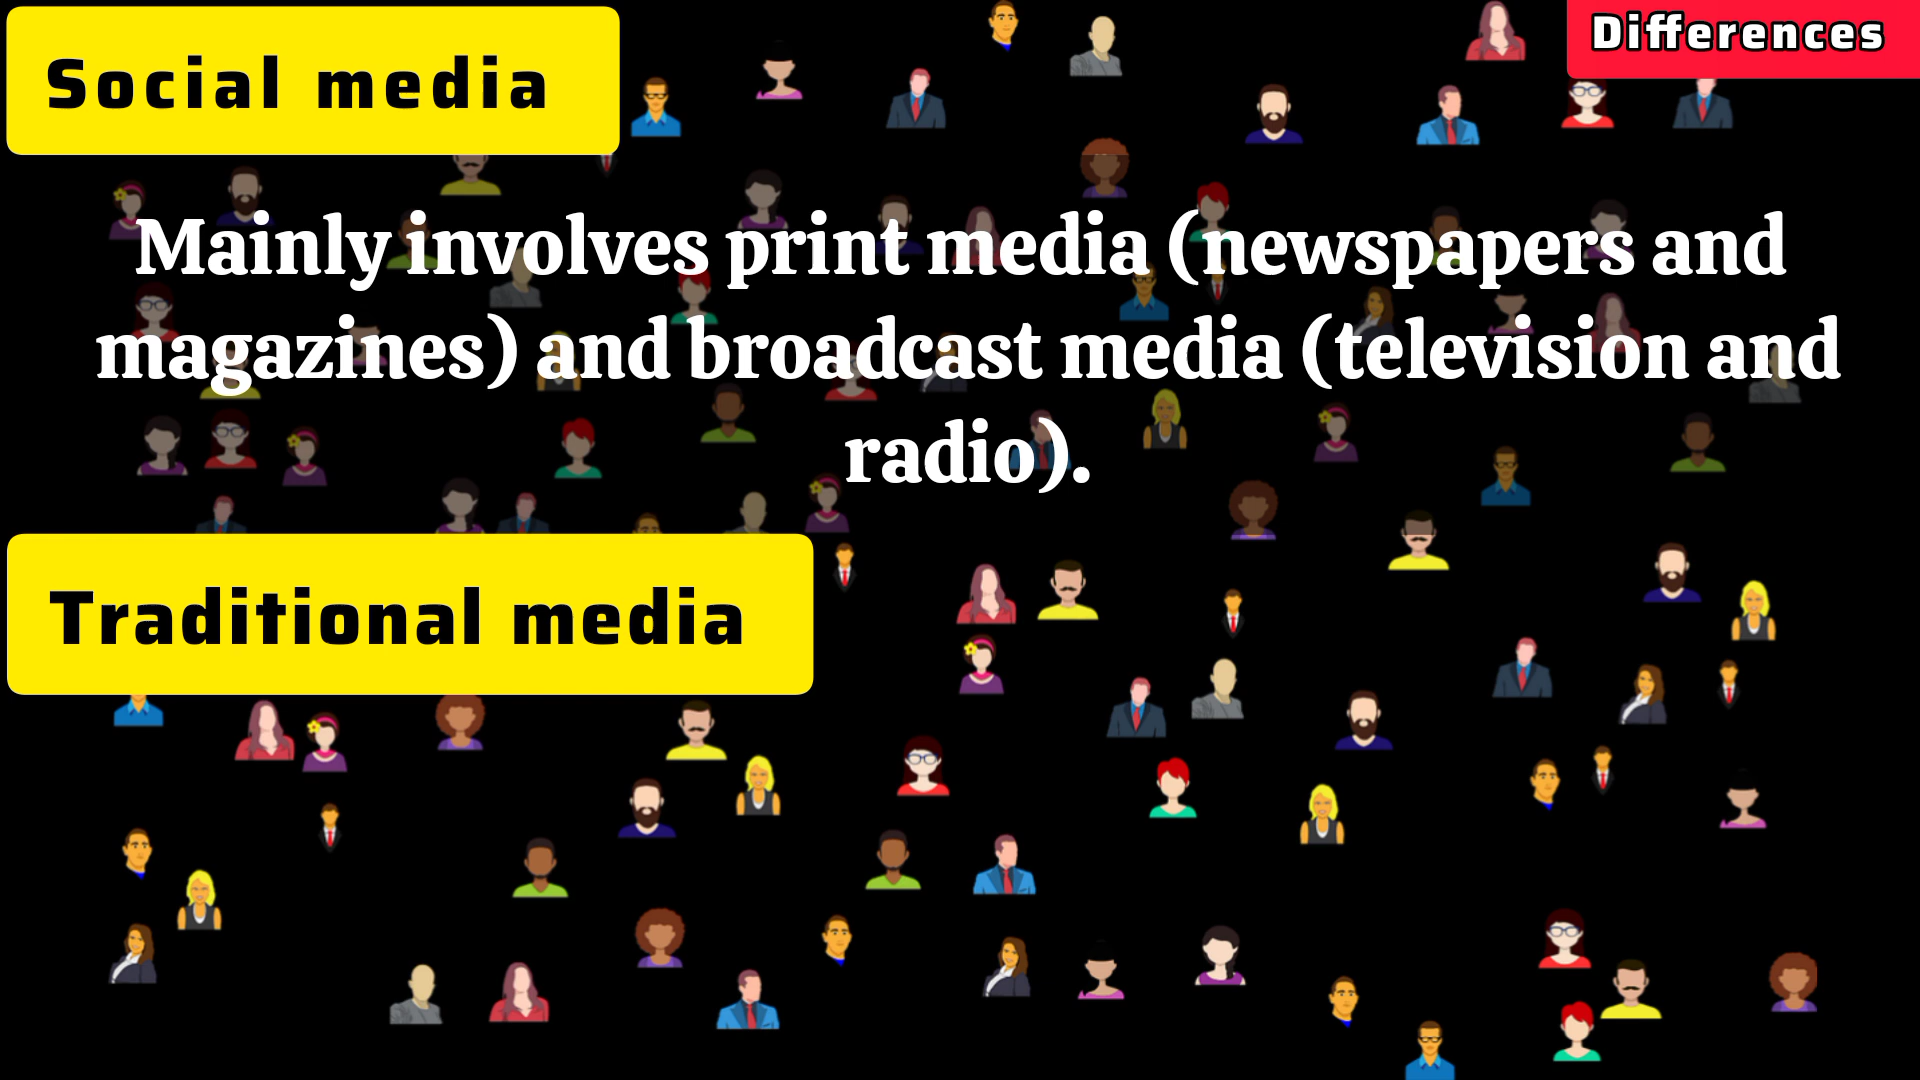 Social media
Differences
Mainly involves print media (newspapers and
magazines) and broadcast media (television and
radio).
Traditional media